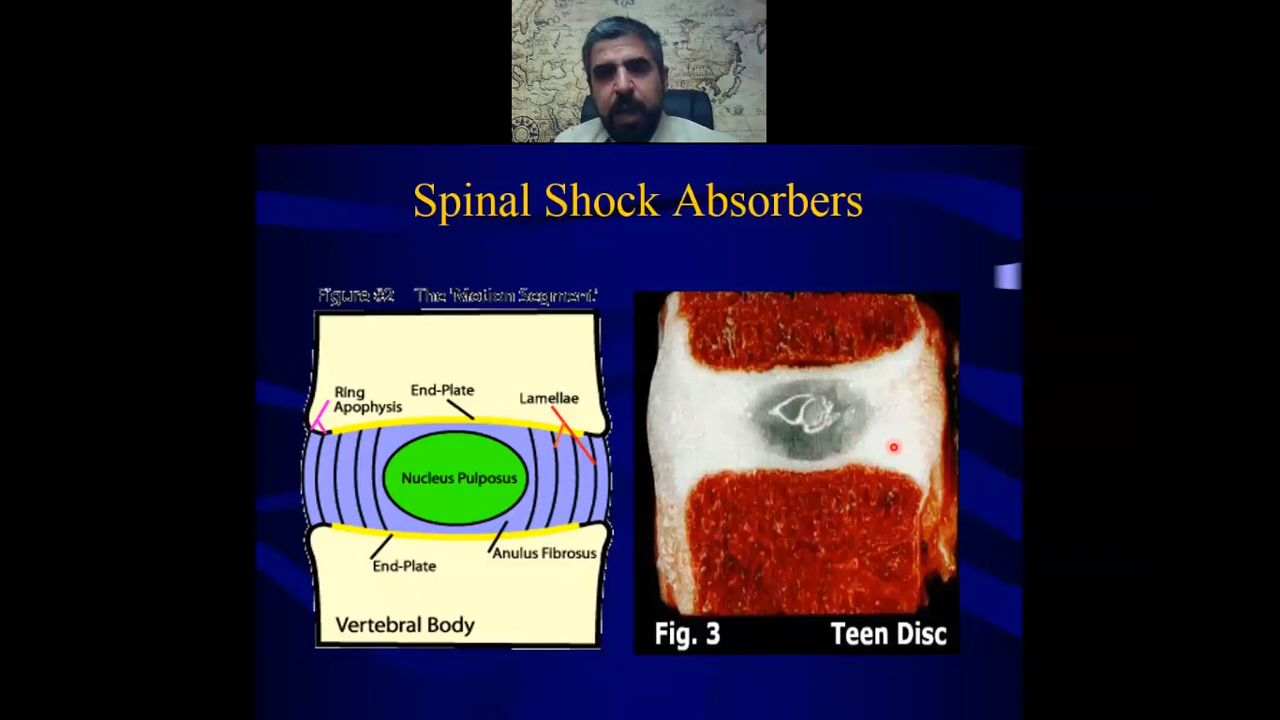 Spinal Shock Absorbers
Figure #2 The 'Motion Segment'
Ring
Apophysis
End-Plate
Lamellae
Nucleus Pulposus
Anulus Fibrosus
End-Plate
Vertebral Body
Fig. 3 Teen Disc